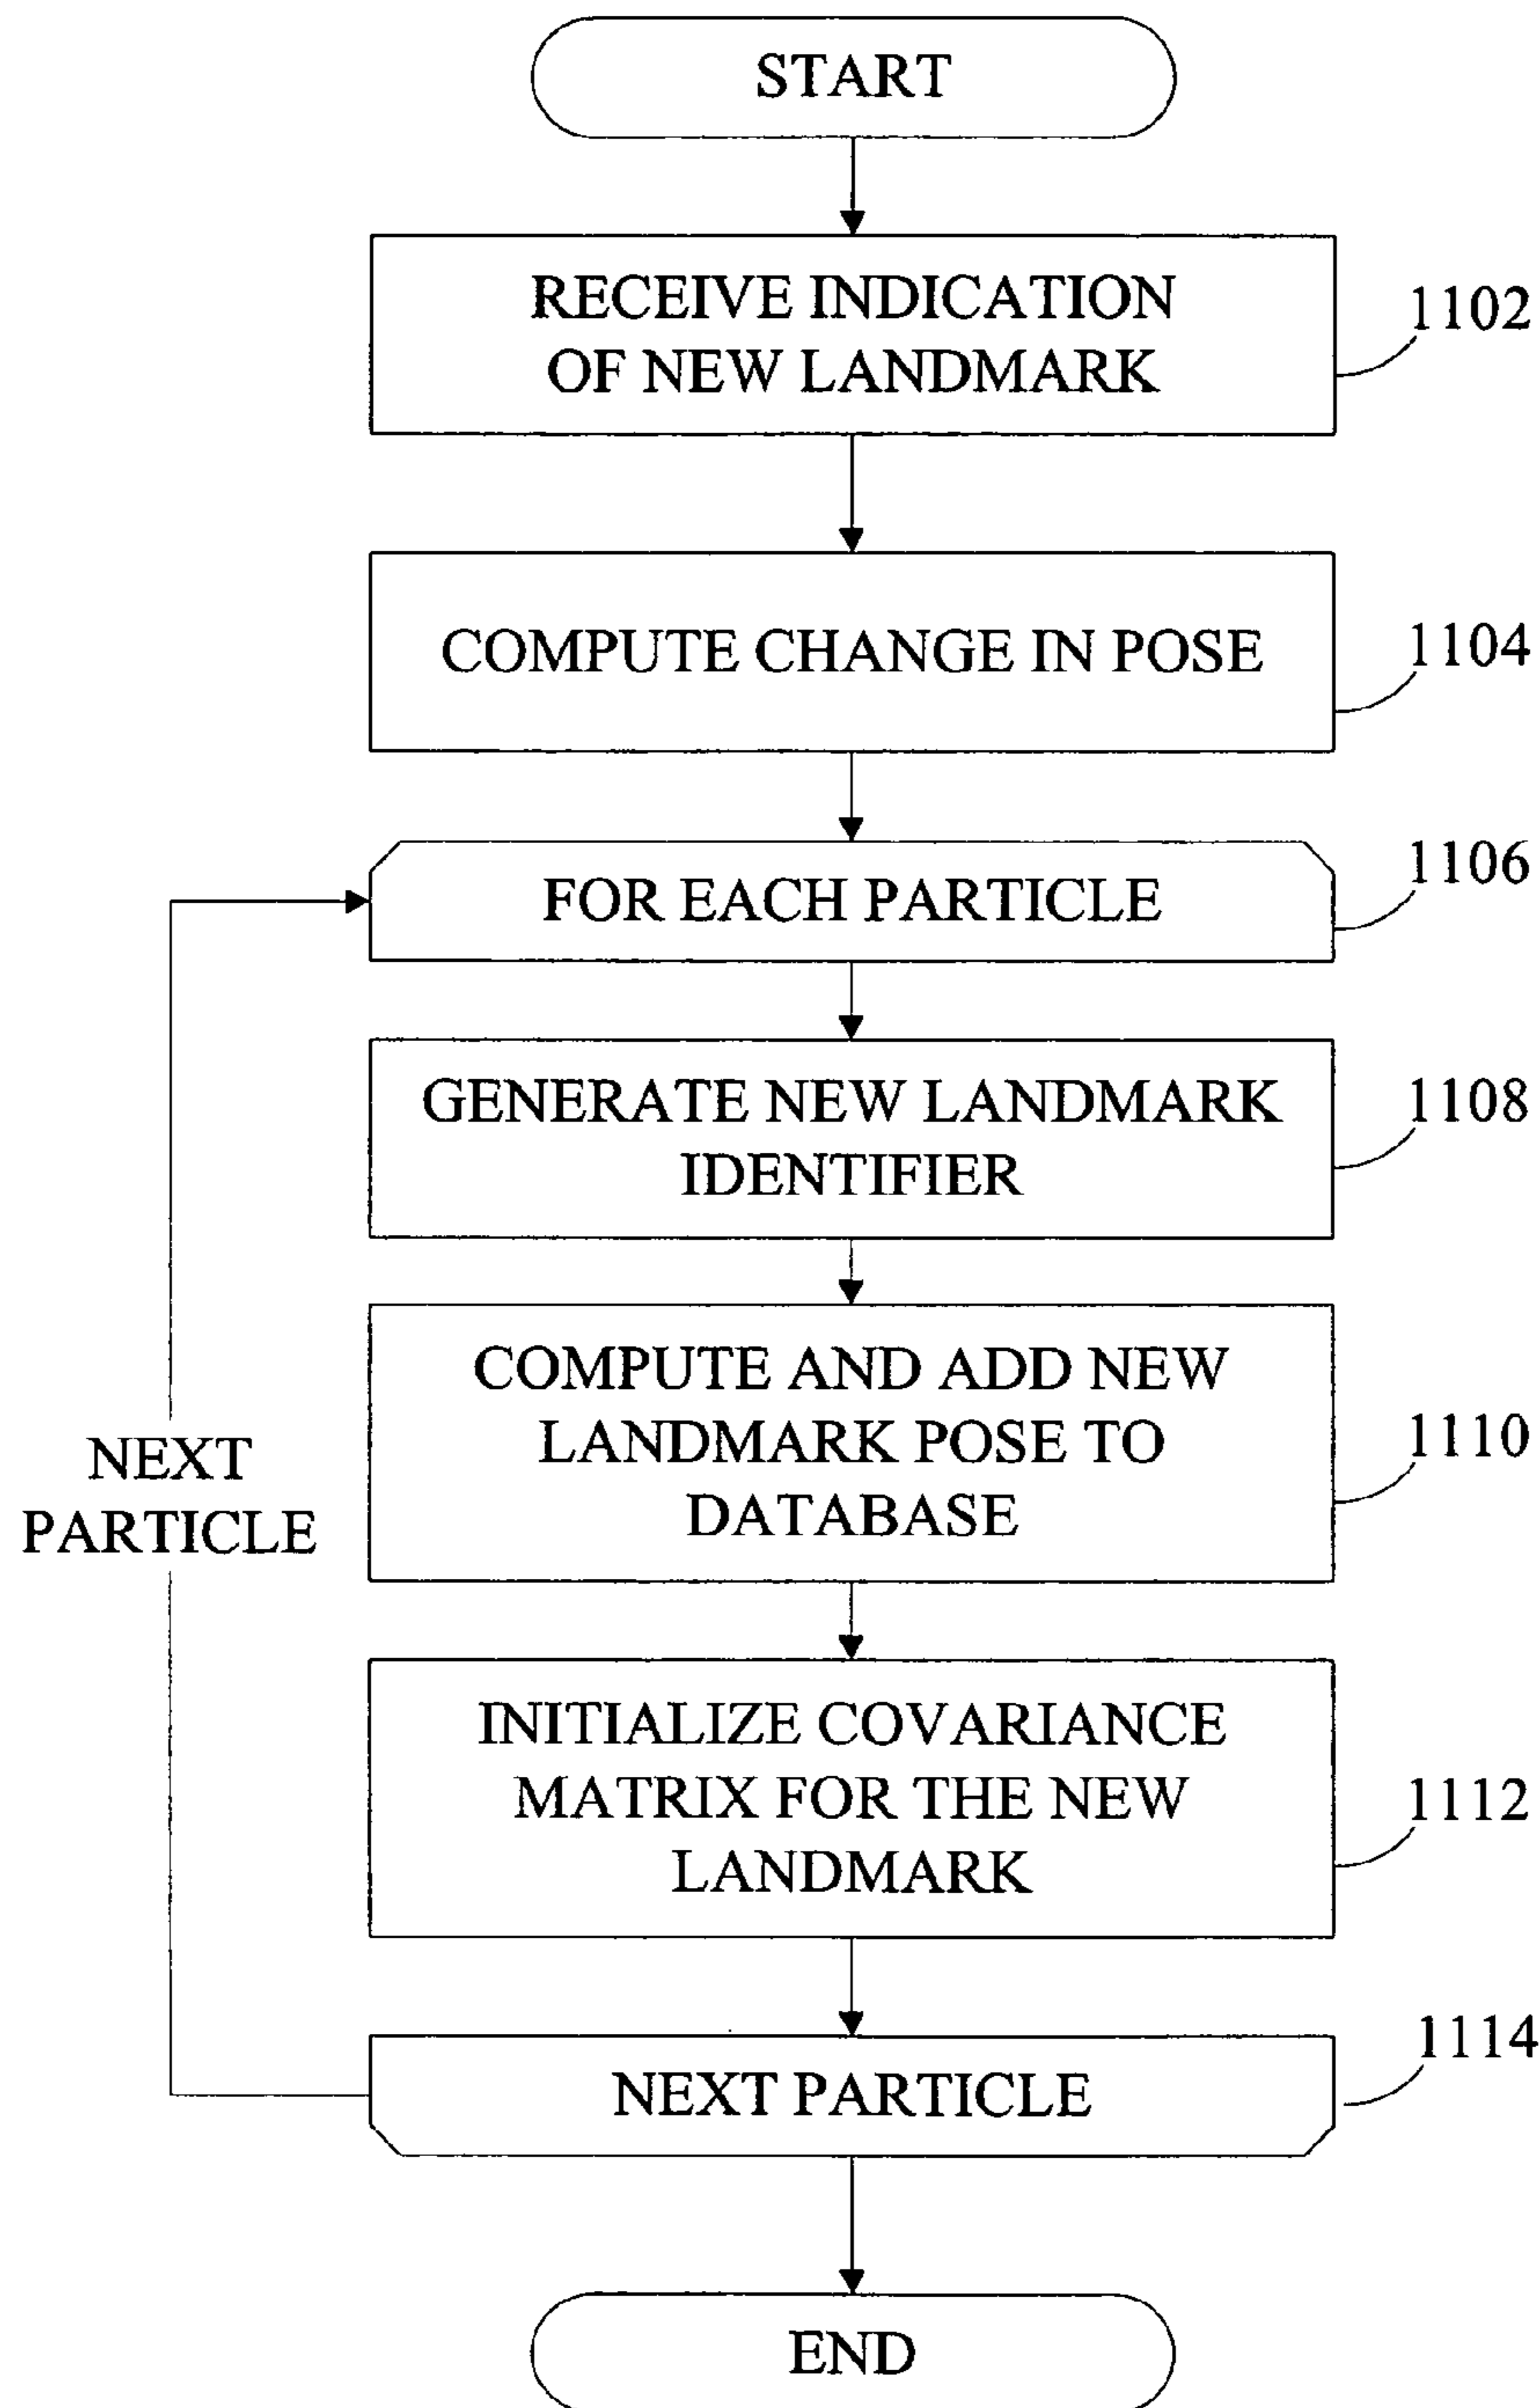 START
RECEIVE INDICATION
OF NEW LANDMARK
1102
COMPUTE CHANGE IN POSE
1104
FOR EACH PARTICLE
1106
GENERATE NEW LANDMARK
IDENTIFIER
1108
COMPUTE AND ADD NEW
LANDMARK POSE TO
DATABASE
1110
NEXT
PARTICLE
INITIALIZE COVARIANCE
MATRIX FOR THE NEW
LANDMARK
1112
NEXT PARTICLE
1114
END